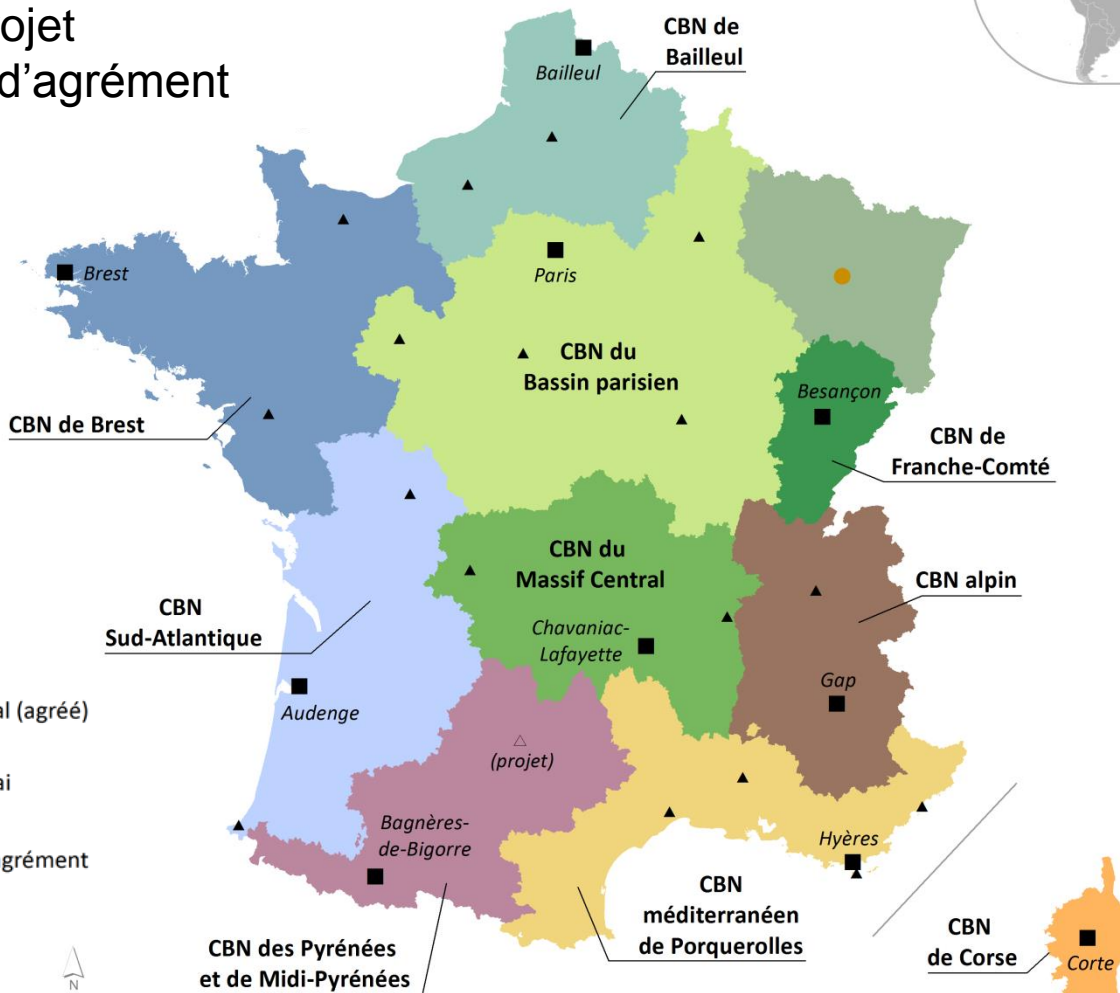 ojet
d’agrément
CBN de
Bailleul
Bailleul
Brest
Paris
CBN du
Bassin parisien
Besançon
CBN de Brest
CBN de
Franche-Comté
CBN du
Massif Central
CBN alpin
CBN
Sud-Atlantique
Chavaniac-
Lafayette
Gap
al (agréé)
Audenge
(projet)
ai
Bagnères-
de-Bigorre
Hyères
agrément
CBN
méditerranéen
de Porquerolles
CBN des Pyrénées
et de Midi-Pyrénées
CBN
de Corse
Corte
N